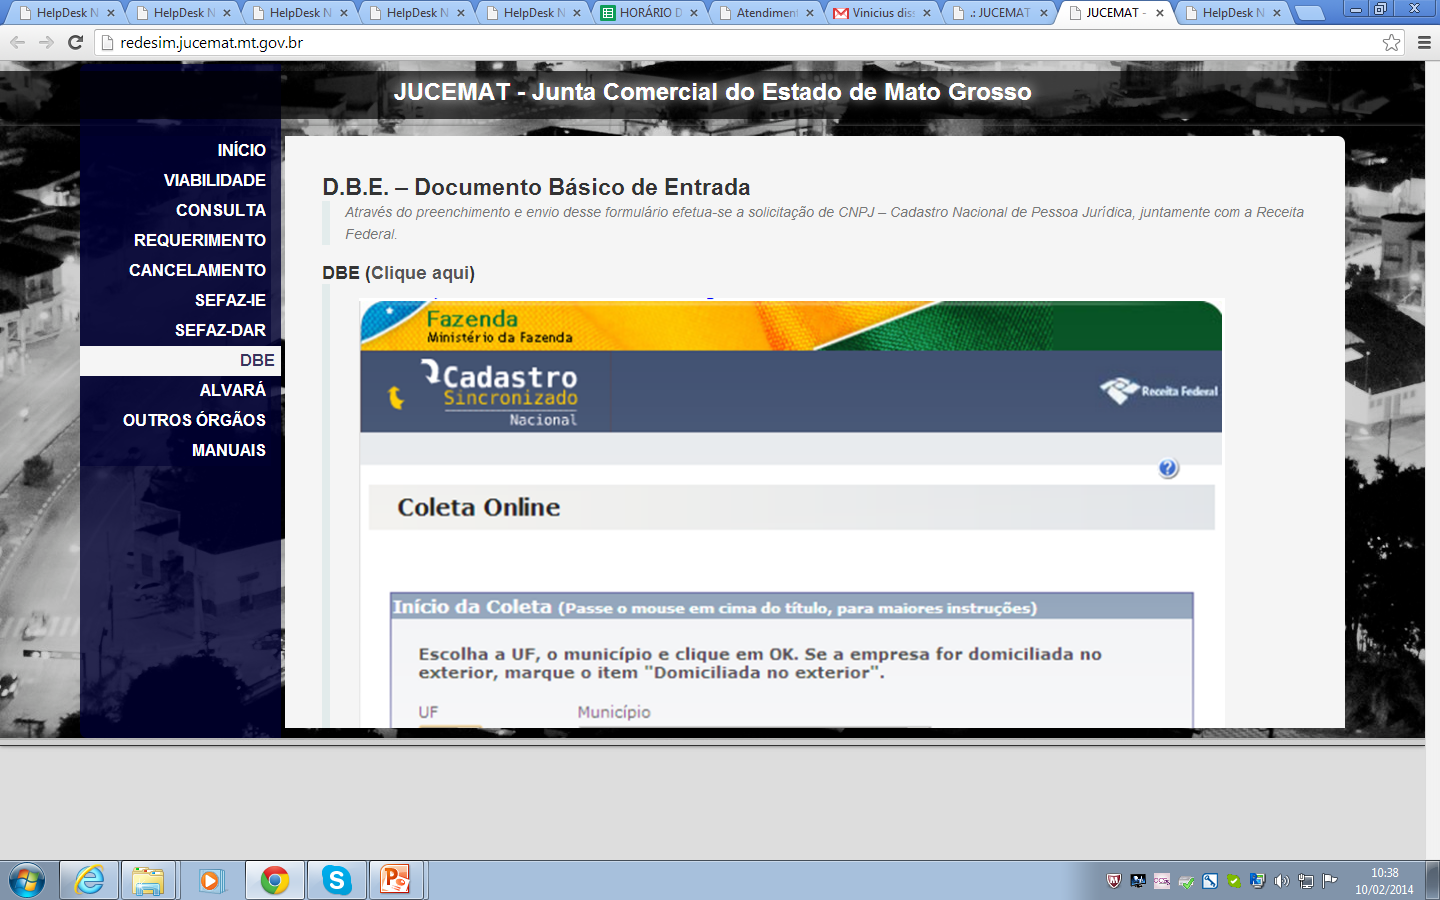 HelpDesk N
HelpDesk N
HelpDesk N
HelpDesk N
HelpDesk N
HORÁRIO D
Atendiment
Vinicius dis
.: JUCEMAT
JUCEMAT -
HelpDesk N
redesim.jucemat.mt.gov.br
JUCEMAT - Junta Comercial do Estado de Mato Grosso
INÍCIO
VIABILIDADE
CONSULTA
REQUERIMENTO
CANCELAMENTO
SEFAZ-IE
SEFAZ-DAR
DBE
ALVARÁ
OUTROS ÓRGÃOS
MANUAIS
D.B.E. – Documento Básico de Entrada
Através do preenchimento e envio desse formulário efetua-se a solicitação de CNPJ – Cadastro Nacional de Pessoa Jurídica, juntamente com a Receita
Federal.
DBE (Clique aqui)
Fazenda
Ministério da Fazenda
Cadastro
Sincronizado
Nacional
Receita Federal
Coleta Online
Início da Coleta (Passe o mouse em cima do título, para maiores instruções)
Escolha a UF, o município e clique em OK. Se a empresa for domiciliada no
exterior, marque o item "Domiciliada no exterior".
UF Município
10:38
10/02/2014